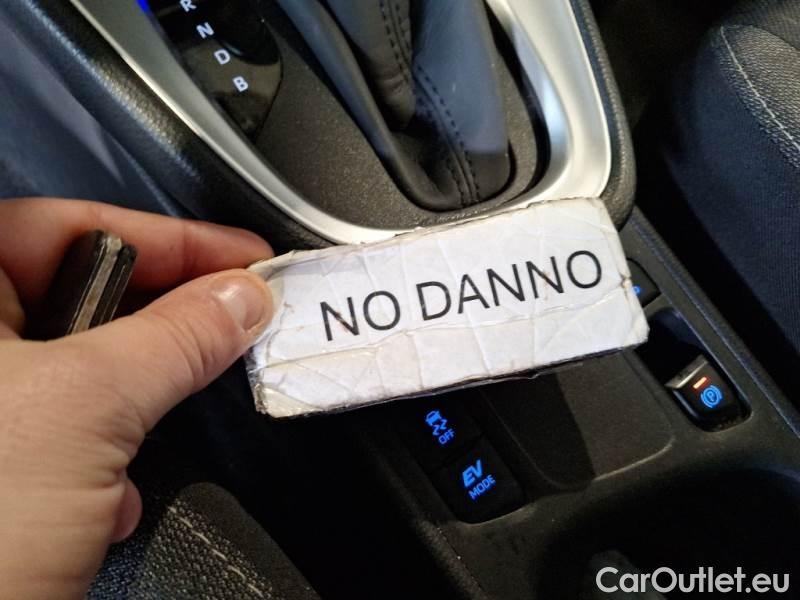 R
N
D
B
NO DANNO
OFF
EV
MODE
P
CarOutlet.eu